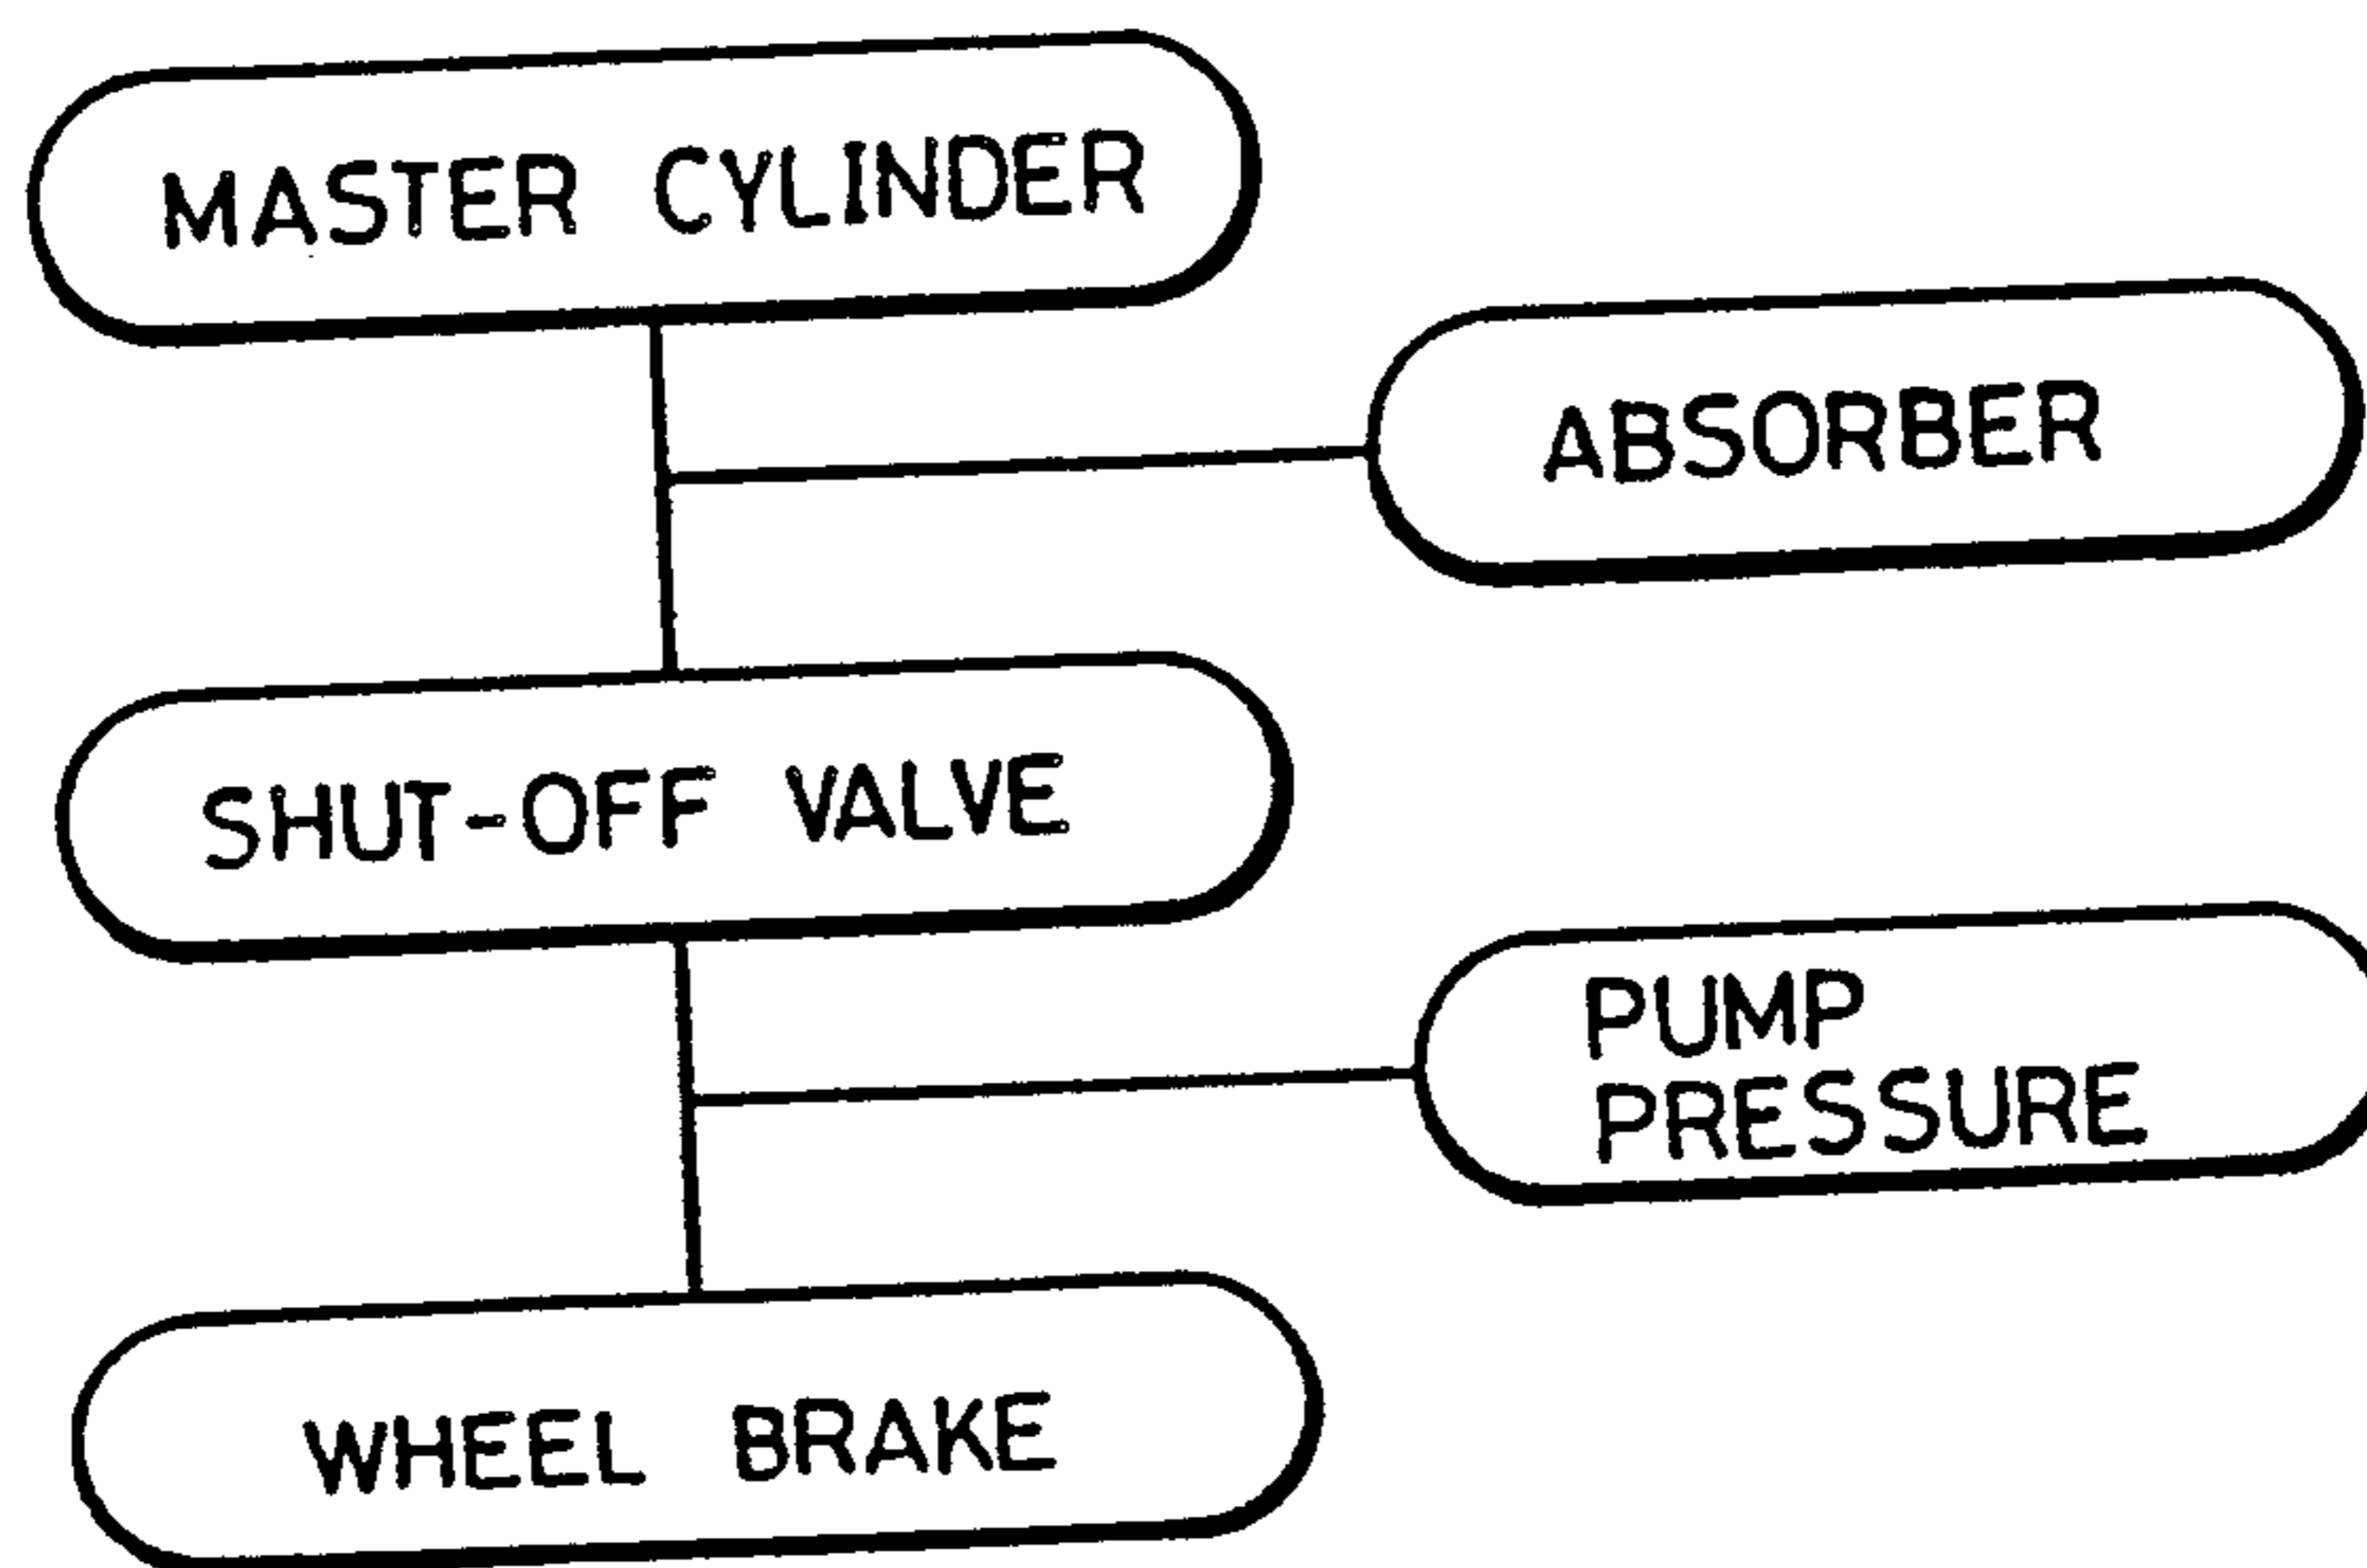 MASTER CYLINDER
ABSORBER
SHUT-OFF VALVE
PUMP
PRESSURE
WHEEL BRAKE